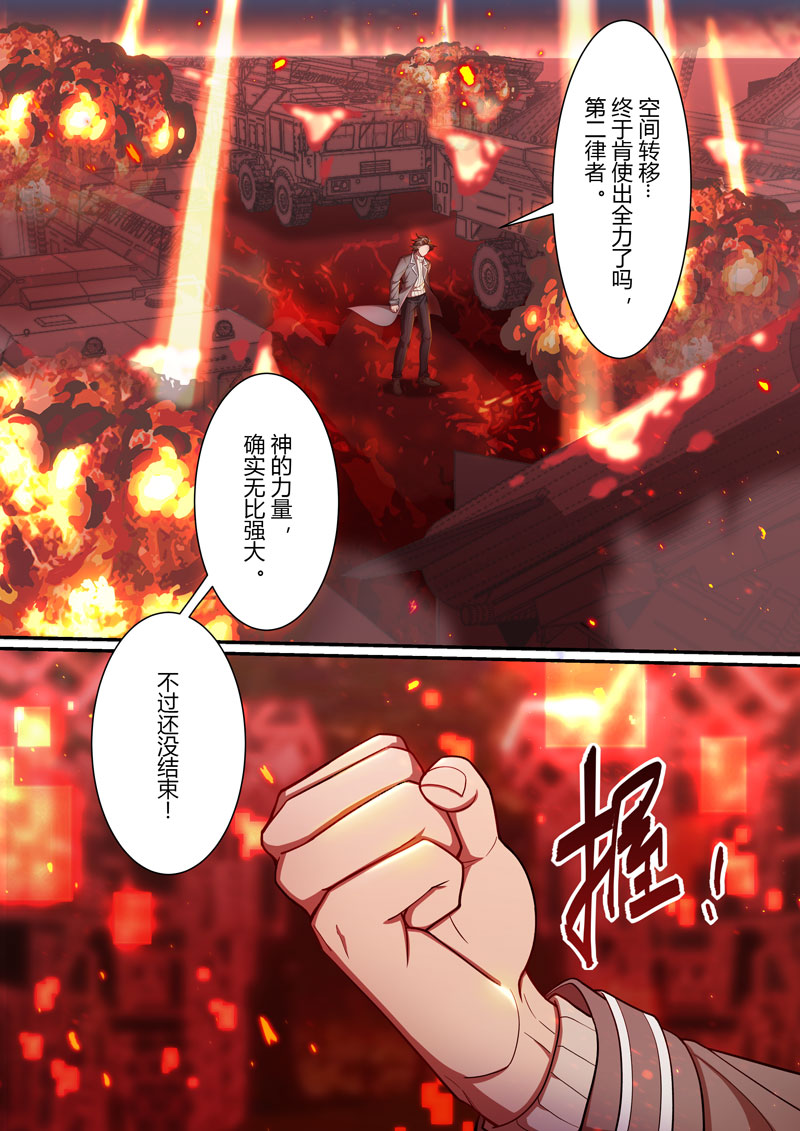 空间转移…
终于肯使出全力了吗，
第二律者。
神的力量，
确实无比强大。
不过还没结束！
握！